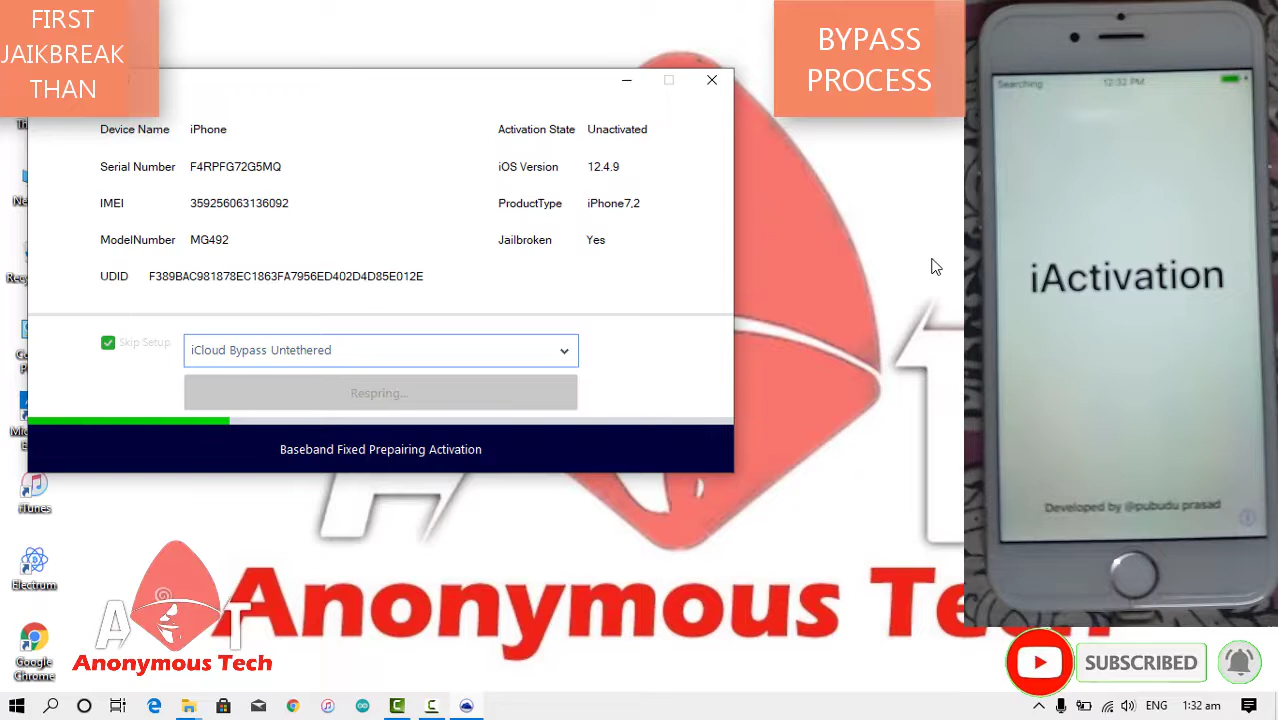 FIRST
JAIKBREAK
THAN
BYPASS
PROCESS
Device Name iPhone
Activation State Unactivated
Serial Number F4RPFG72G5MQ
iOS Version 12.4.9
IMEI 359256063136092
ProductType iPhone7,2
ModelNumber MG492
Jailbroken Yes
UDID F389BAC981878EC1863FA7956ED402D4D85E012E
Skip Setup
iCloud Bypass Untethered
Respring...
Baseband Fixed Prepairing Activation
Searching 12:32 PM
iActivation
Developed by @pubudu prasad
iTunes
Electrum
Google
Chrome
AT
Anonymous Tech
Anonymous Te
SUBSCRIBED
ENG 1:32 am